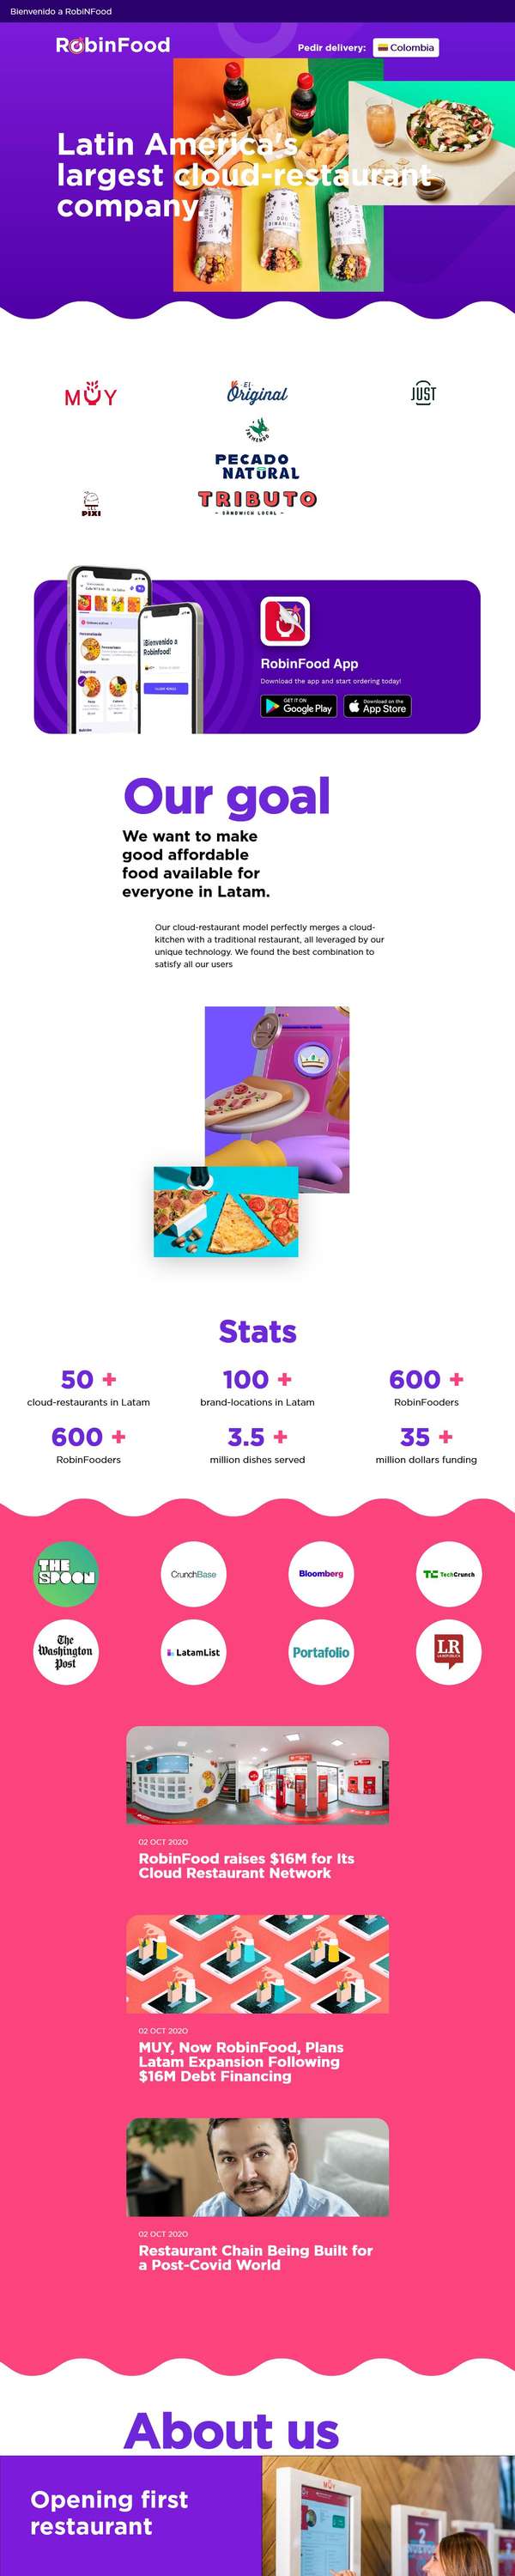 Bienvenido a RobiNFood
RobinFood
Pedir delivery:
Colombia
Latin America's
largest cloud-restaurant
company
MUY
EL
Original
JUST
TREMENDO
PECADO
NATURAL
PIXI
TRIBUTO
- SÁNDWICH LOCAL -
¡Bienvenido a
Robinfood!
RobinFood App
Download the app and start ordering today!
GET IT ON
Google Play
Download on the
App Store
Our goal
We want to make
good affordable
food available for
everyone in Latam.
Our cloud-restaurant model perfectly merges a cloud-
kitchen with a traditional restaurant, all leveraged by our
unique technology. We found the best combination to
satisfy all our users
Stats
50 +
100 +
600 +
cloud-restaurants in Latam
brand-locations in Latam
RobinFooders
600 +
3.5 +
35 +
RobinFooders
million dishes served
million dollars funding
THE
SPOON
CrunchBase
Bloomberg
TC TechCrunch
The
Washington
Post
LatamList
Portafolio
LR
LA REPÚBLICA
02 OCT 2020
RobinFood raises $16M for Its
Cloud Restaurant Network
02 OCT 2020
MUY, Now RobinFood, Plans
Latam Expansion Following
$16M Debt Financing
02 OCT 2020
Restaurant Chain Being Built for
a Post-Covid World
About us
Opening first
restaurant
MUY
2